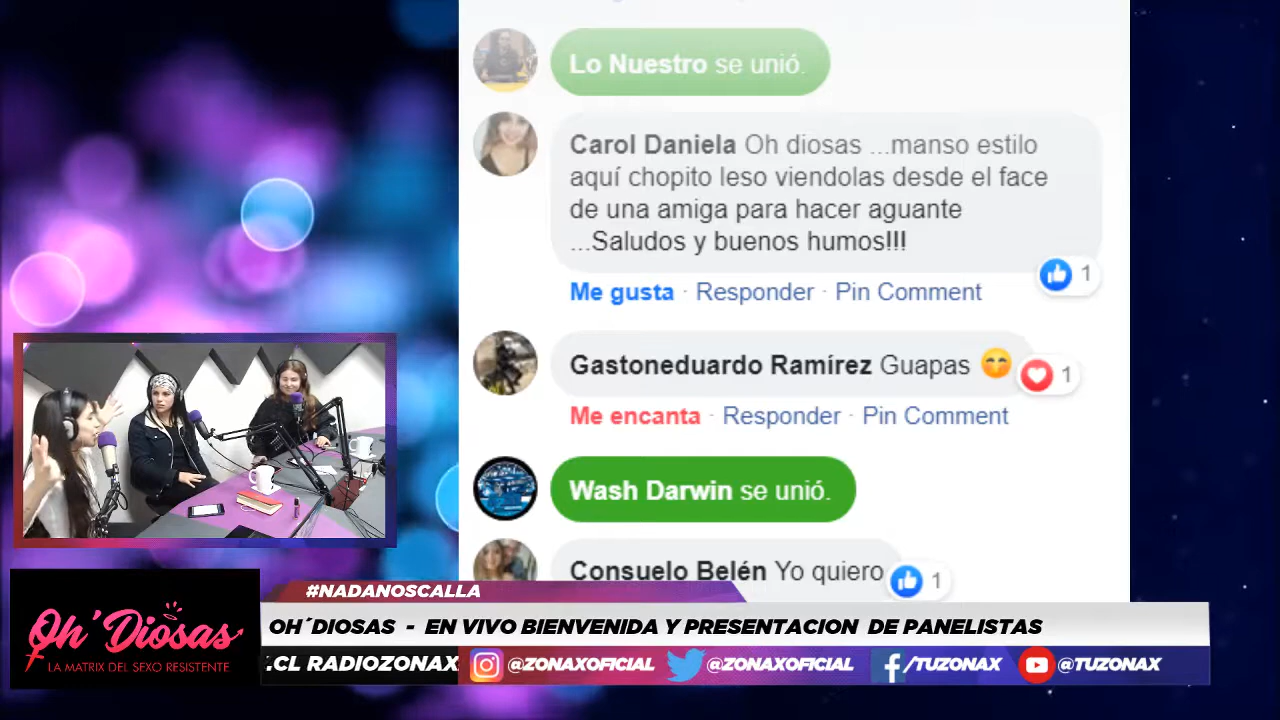 Lo Nuestro se unió.
Carol Daniela Oh diosas ...manso estilo
aquí chopito leso viendolas desde el face
de una amiga para hacer aguante
...Saludos y buenos humos!!!
1
Me gusta · Responder · Pin Comment
Gastoneduardo Ramírez Guapas
1
Me encanta · Responder · Pin Comment
Wash Darwin se unió.
Consuelo Belén Yo quiero
1
#NADANOSCALLA
Oh´Diosas
LA MATRIX DEL SEXO RESISTENTE
OH´DIOSAS - EN VIVO BIENVENIDA Y PRESENTACION DE PANELISTAS
.CL RADIOZONAX
@ZONAXOFICIAL
@ZONAXOFICIAL
/TUZONAX
@TUZONAX